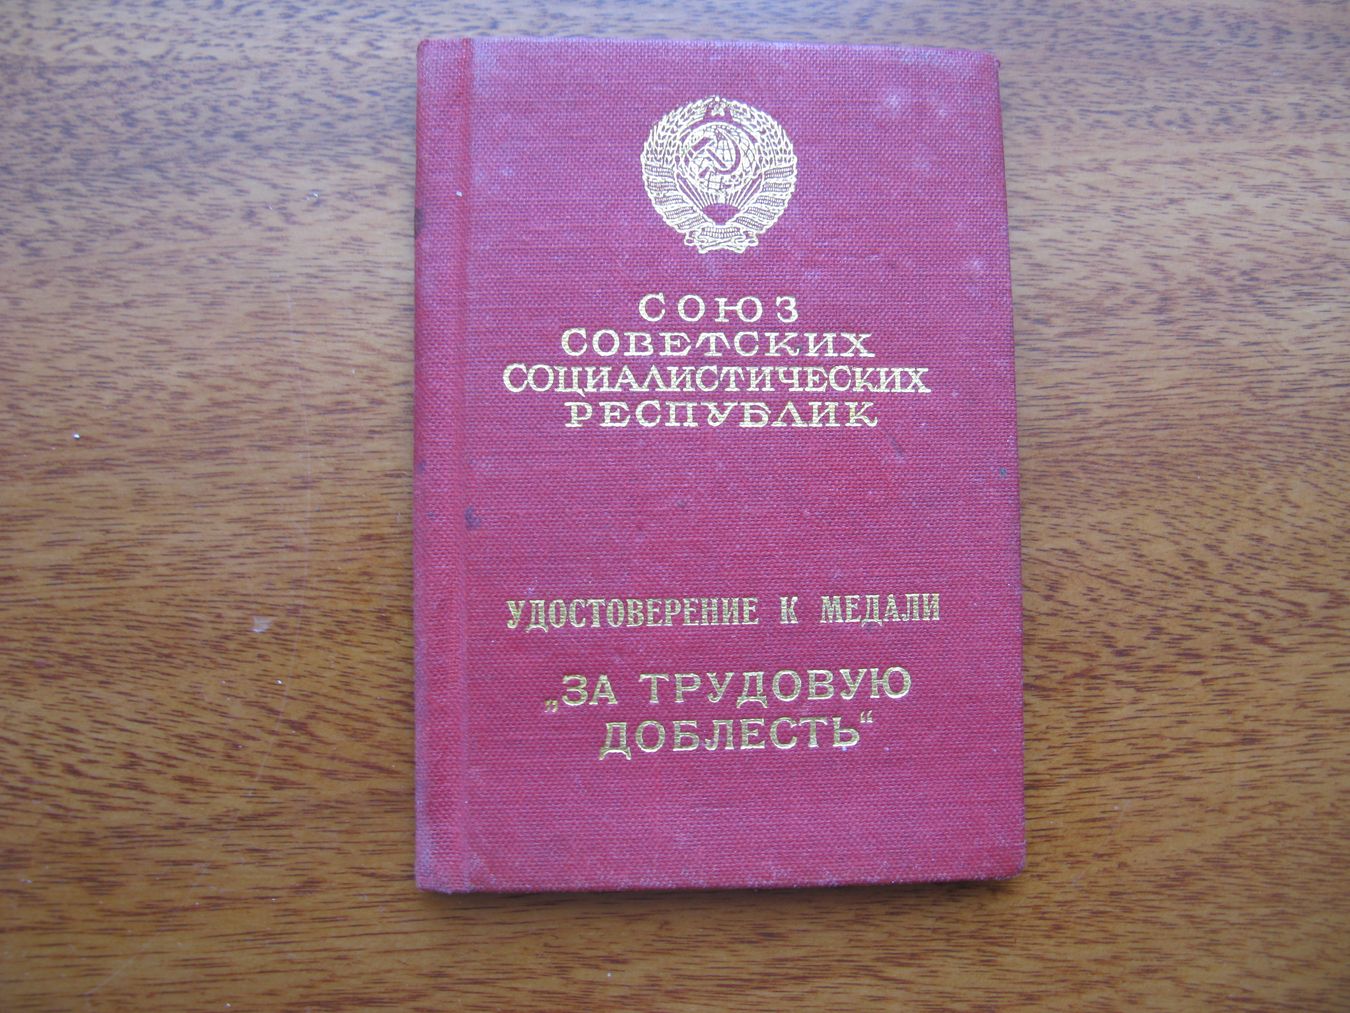 СОЮЗ
СОВЕТСКИХ
СОЦИАЛИСТИЧЕСКИХ
РЕСПУБЛИК
УДОСТОВЕРЕНИЕ К МЕДАЛИ
„ЗА ТРУДОВУЮ
ДОБЛЕСТЬ“